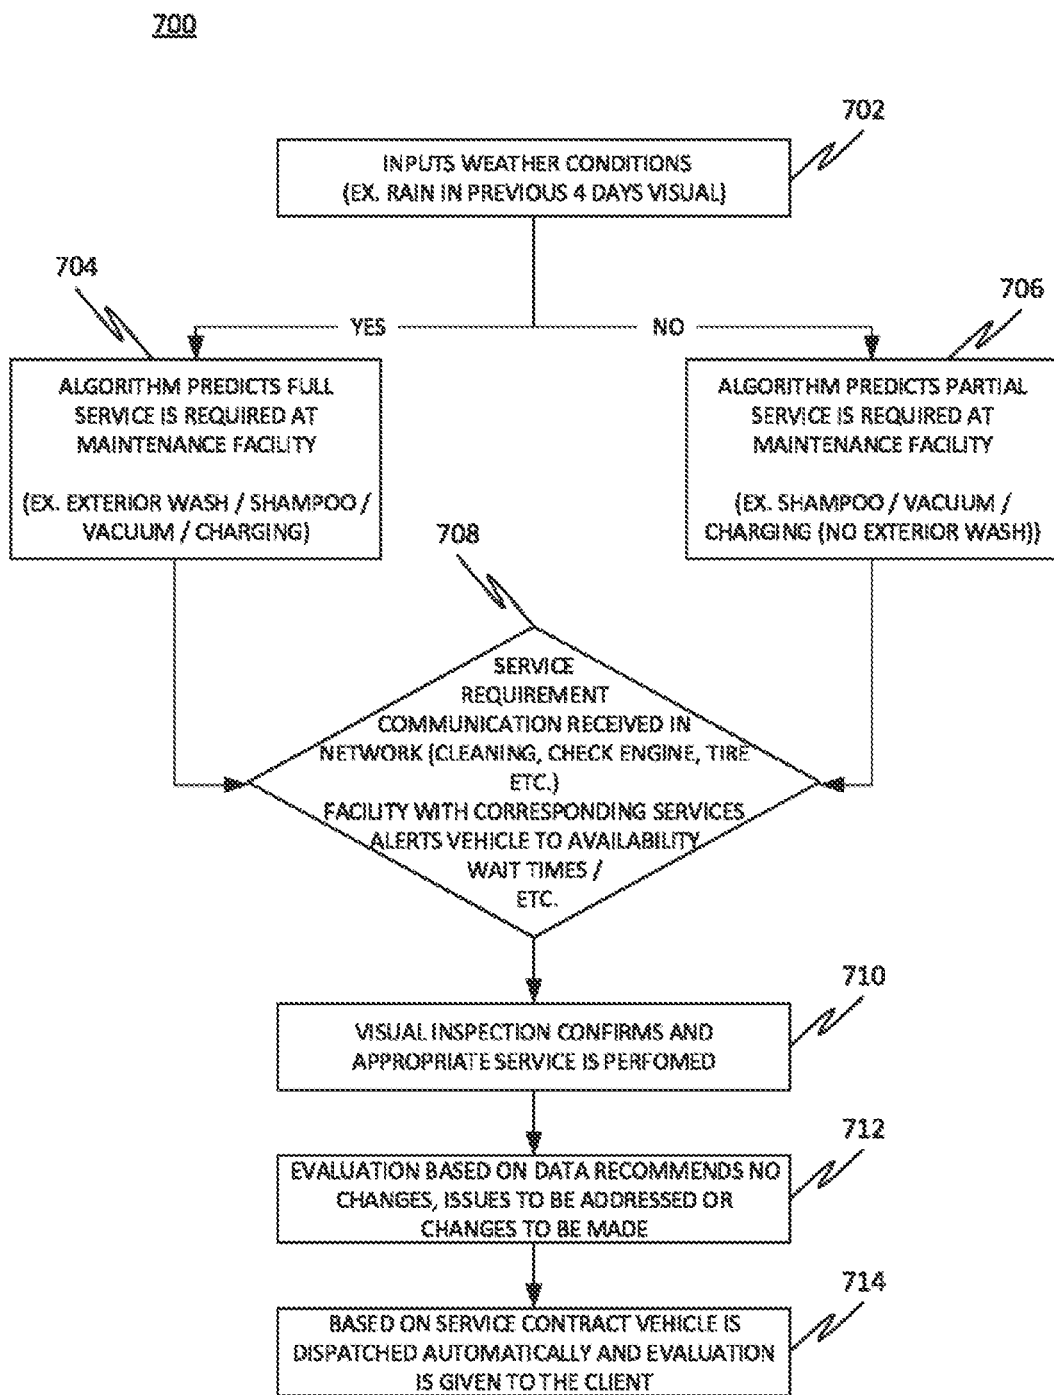 700
702
INPUTS WEATHER CONDITIONS
(EX. RAIN IN PREVIOUS 4 DAYS VISUAL)
704
706
YES
NO
ALGORITHM PREDICTS FULL
SERVICE IS REQUIRED AT
MAINTENANCE FACILITY
(EX. EXTERIOR WASH / SHAMPOO /
VACUUM / CHARGING)
ALGORITHM PREDICTS PARTIAL
SERVICE IS REQUIRED AT
MAINTENANCE FACILITY
(EX. SHAMPOO / VACUUM /
CHARGING (NO EXTERIOR WASH))
708
SERVICE
REQUIREMENT
COMMUNICATION RECEIVED IN
NETWORK (CLEANING, CHECK ENGINE, TIRE
ETC.)
FACILITY WITH CORRESPONDING SERVICES
ALERTS VEHICLE TO AVAILABILITY
WAIT TIMES /
ETC.
710
VISUAL INSPECTION CONFIRMS AND
APPROPRIATE SERVICE IS PERFOMED
712
EVALUATION BASED ON DATA RECOMMENDS NO
CHANGES, ISSUES TO BE ADDRESSED OR
CHANGES TO BE MADE
714
BASED ON SERVICE CONTRACT VEHICLE IS
DISPATCHED AUTOMATICALLY AND EVALUATION
IS GIVEN TO THE CLIENT